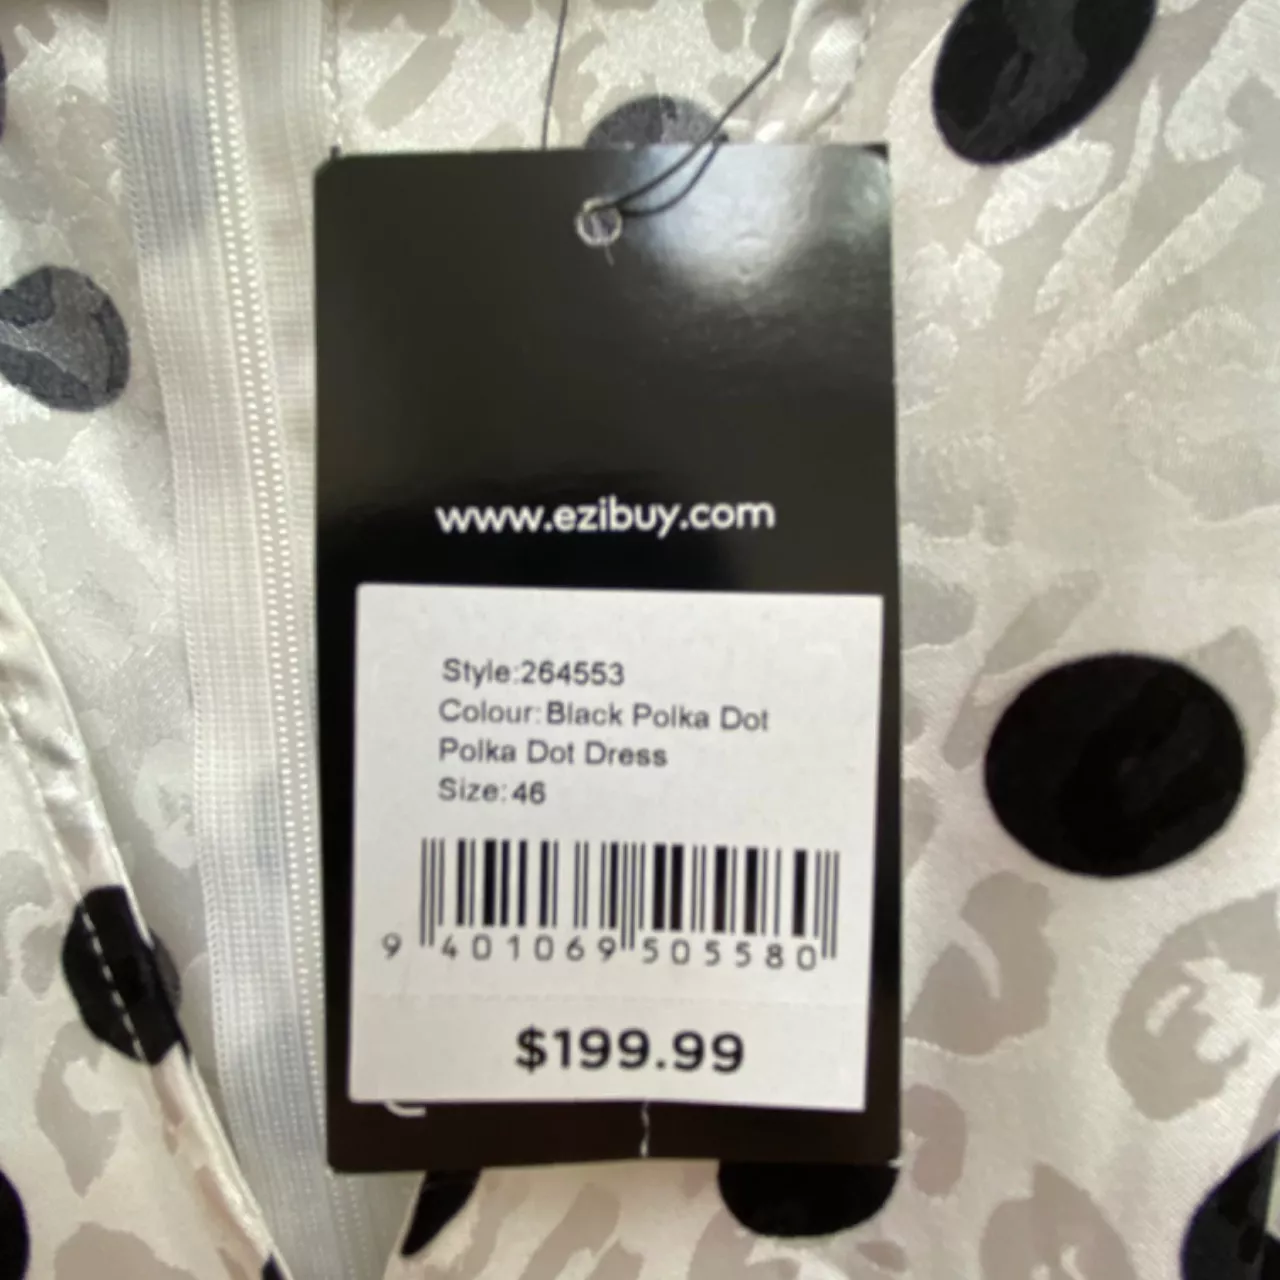 www.ezibuy.com
Style:264553
Colour:Black Polka Dot
Polka Dot Dress
Size:46
9 401069 505580
$199.99